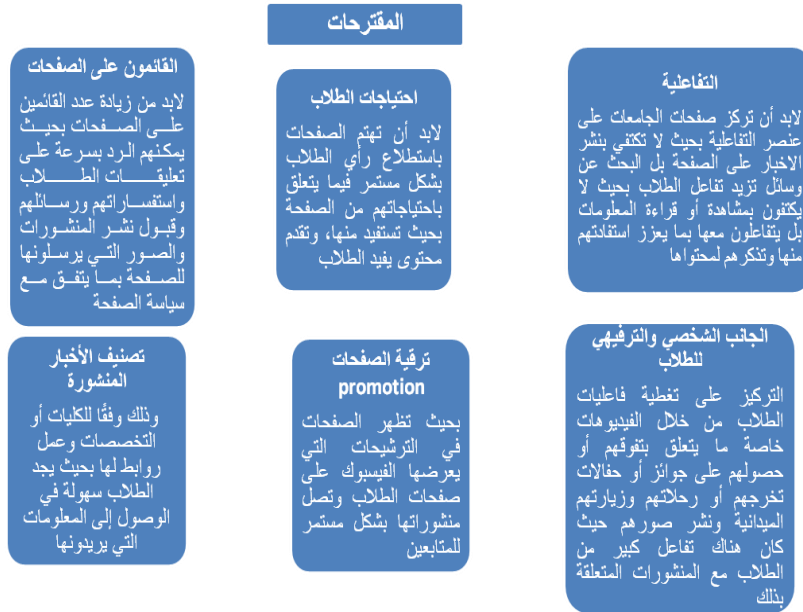 المقترحات
التفاعلية
لابد أن تركز صفحات الجامعات على
عنصر التفاعلية بحيث لا تكتفي بنشر
الاخبار على الصفحة بل البحث عن
وسائل تزيد تفاعل الطلاب بحيث لا
يكتفون بمشاهدة أو قراءة المعلومات
بل يتفاعلون معها بما يعزز استفادتهم
منها وتذكرهم لمحتواها
احتياجات الطلاب
لابد أن تهتم الصفحات
باستطلاع رأي الطلاب
بشكل مستمر فيما يتعلق
باحتياجاتهم من الصفحة
بحيث تستفيد منها، وتقدم
محتوى يفيد الطلاب
القائمون على الصفحات
لابد من زيادة عدد القائمين
على الصفحات بحيث
يمكنهم الرد بسرعة على
تعليقات الطلاب
واستفساراتهم ورسائلهم
وقبول نشر المنشورات
والصور التي يرسلونها
للصفحة بما يتفق مع
سياسة الصفحة
الجانب الشخصي والترفيهي
للطلاب
التركيز على تغطية فاعليات
الطلاب من خلال الفيديوهات
خاصة ما يتعلق بتفوقهم أو
حصولهم على جوائز أو حفالات
تخرجهم أو رحلاتهم وزيارتهم
الميدانية ونشر صورهم حيث
كان هناك تفاعل كبير من
الطلاب مع المنشورات المتعلقة
بذلك
ترقية الصفحات
promotion
بحيث تظهر الصفحات
في الترشيحات التي
يعرضها الفيسبوك على
صفحات الطلاب وتصل
منشوراتها بشكل مستمر
للمتابعين
تصنيف الأخبار
المنشورة
وذلك وفقًا للكليات أو
التخصصات وعمل
روابط لها بحيث يجد
الطلاب سهولة في
الوصول إلى المعلومات
التي يريدونها